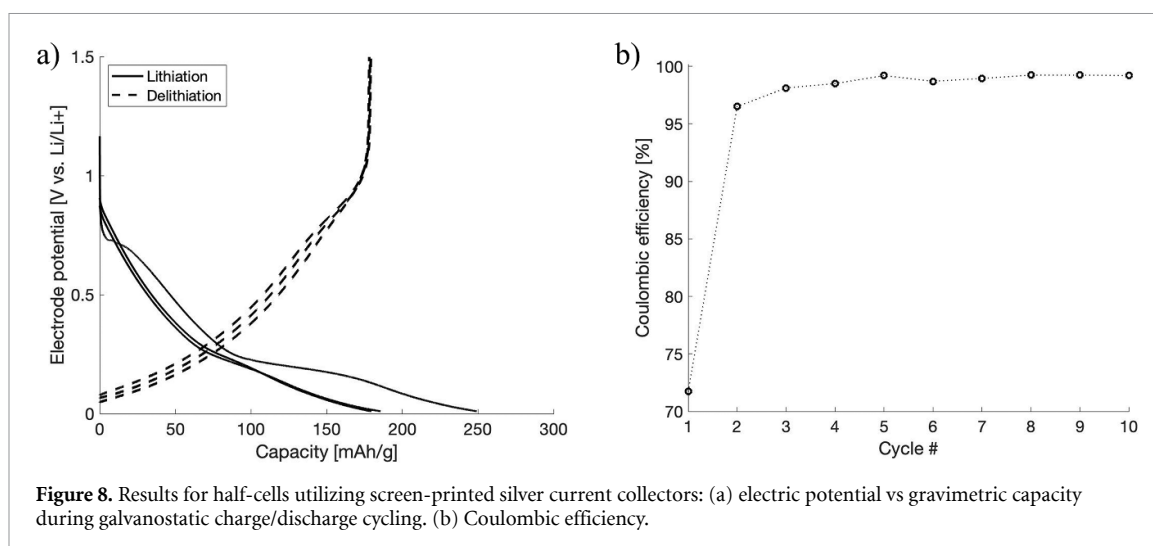 a)
1.5
1
0.5
0
Electrode potential [V vs. Li/Li+]
Lithiation
Delithiation
0 50 100 150 200 250 300
Capacity [mAh/g]
b)
100
95
90
85
80
75
70
Coulombic efficiency [%]
1 2 3 4 5 6 7 8 9 10
Cycle #
Figure 8. Results for half-cells utilizing screen-printed silver current collectors: (a) electric potential vs gravimetric capacity
during galvanostatic charge/discharge cycling. (b) Coulombic efficiency.